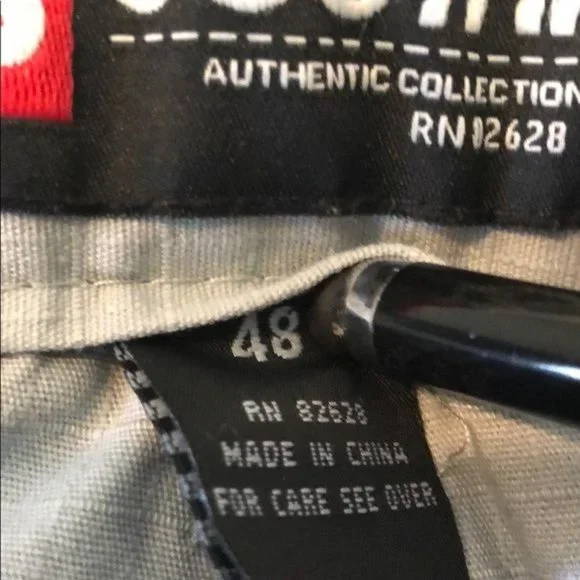 AUTHENTIC COLLECTION
RN 82628
48
RN 82628
MADE IN CHINA
FOR CARE SEE OVER